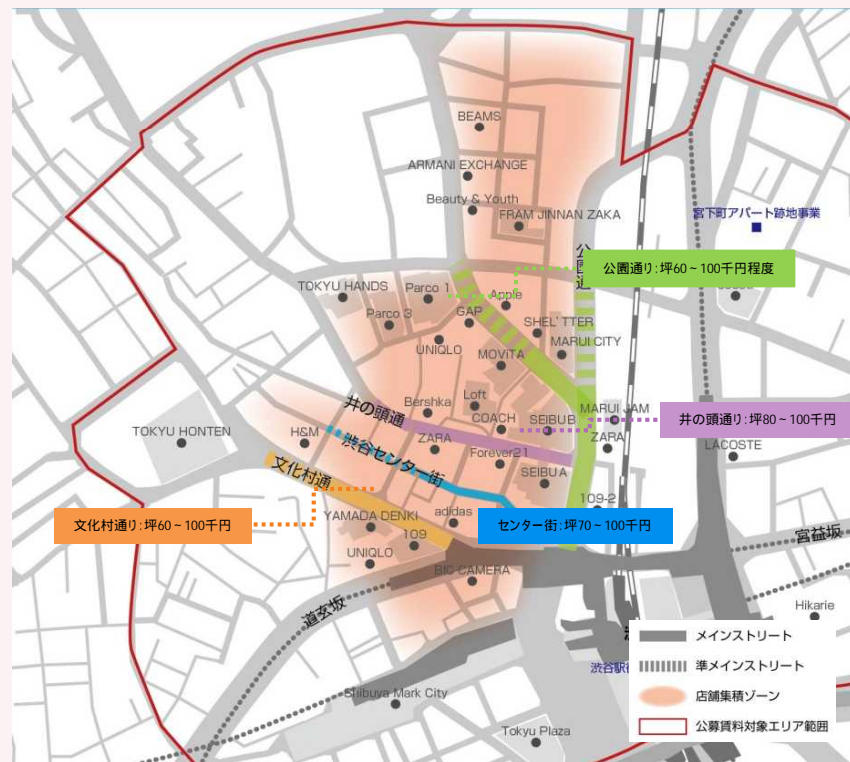 BEAMS
ARMANI EXCHANGE
Beauty & Youth
FRAM JINNAN ZAKA
宮下町アパート跡地事業
公園通
公園通り:坪60~100千円程度
TOKYU HANDS
Parco 1
Apple
Parco 3
GAP
SHEL'TTER
UNIQLO
MARUI CITY
MOViTA
井の頭通
Bershka
Loft
COACH
SEIBU B
MARUI JAM
井の頭通り:坪80~100千円
TOKYU HONTEN
H&M
渋谷センター街
ZARA
ZARA
LACOSTE
文化村通
Forever21
SEIBU A
109-2
文化村通り:坪60~100千円
YAMADA DENKI
adidas
センター街:坪70~100千円
109
UNIQLO
宮益坂
BIC CAMERA
道玄坂
Hikarie
メインストリート
準メインストリート
店舗集積ゾーン
公募賃料対象エリア範囲
Shibuya Mark City
Tokyu Plaza